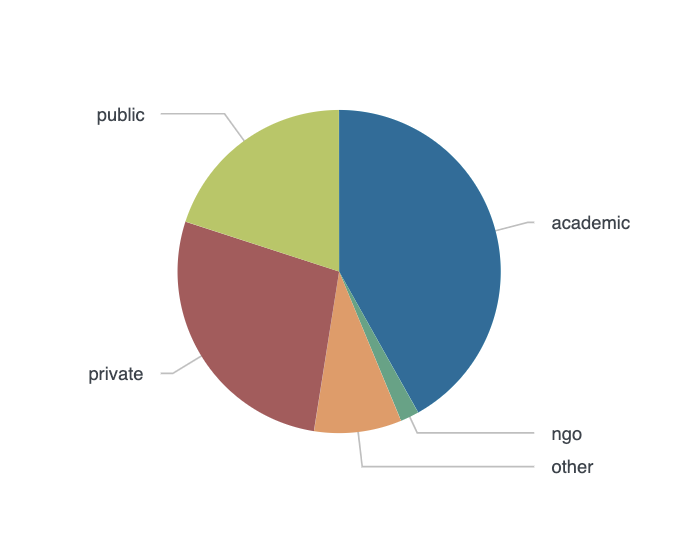 public
academic
private
ngo
other